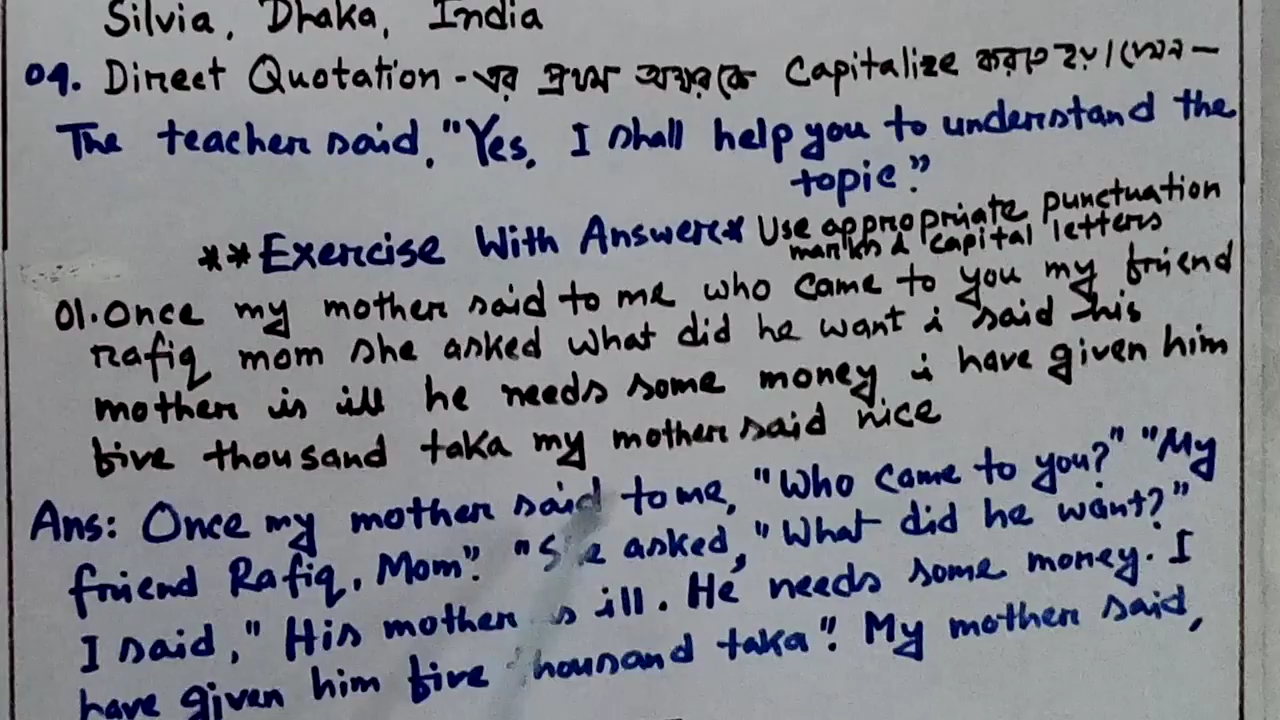 Silvia, Dhaka, India
09. Direct Quotation - এর প্রথম অক্ষরকে Capitalize করতে হয়। যেমন —
The teacher said, "Yes, I shall help you to understand the
topic."
** Exercise With Answer* Use appropriate punctuation
marks & capital letters
01. Once my mother said to me who came to you my friend
rafiq mom she asked what did he want i said his
mother is ill he needs some money i have given him
five thousand taka my mother said nice
Ans: Once my mother said to me, "Who came to you?" "My
friend Rafiq, Mom". "She asked, "What did he want?"
I said, "His mother is ill. He needs some money. I
have given him five thousand taka". My mother said,